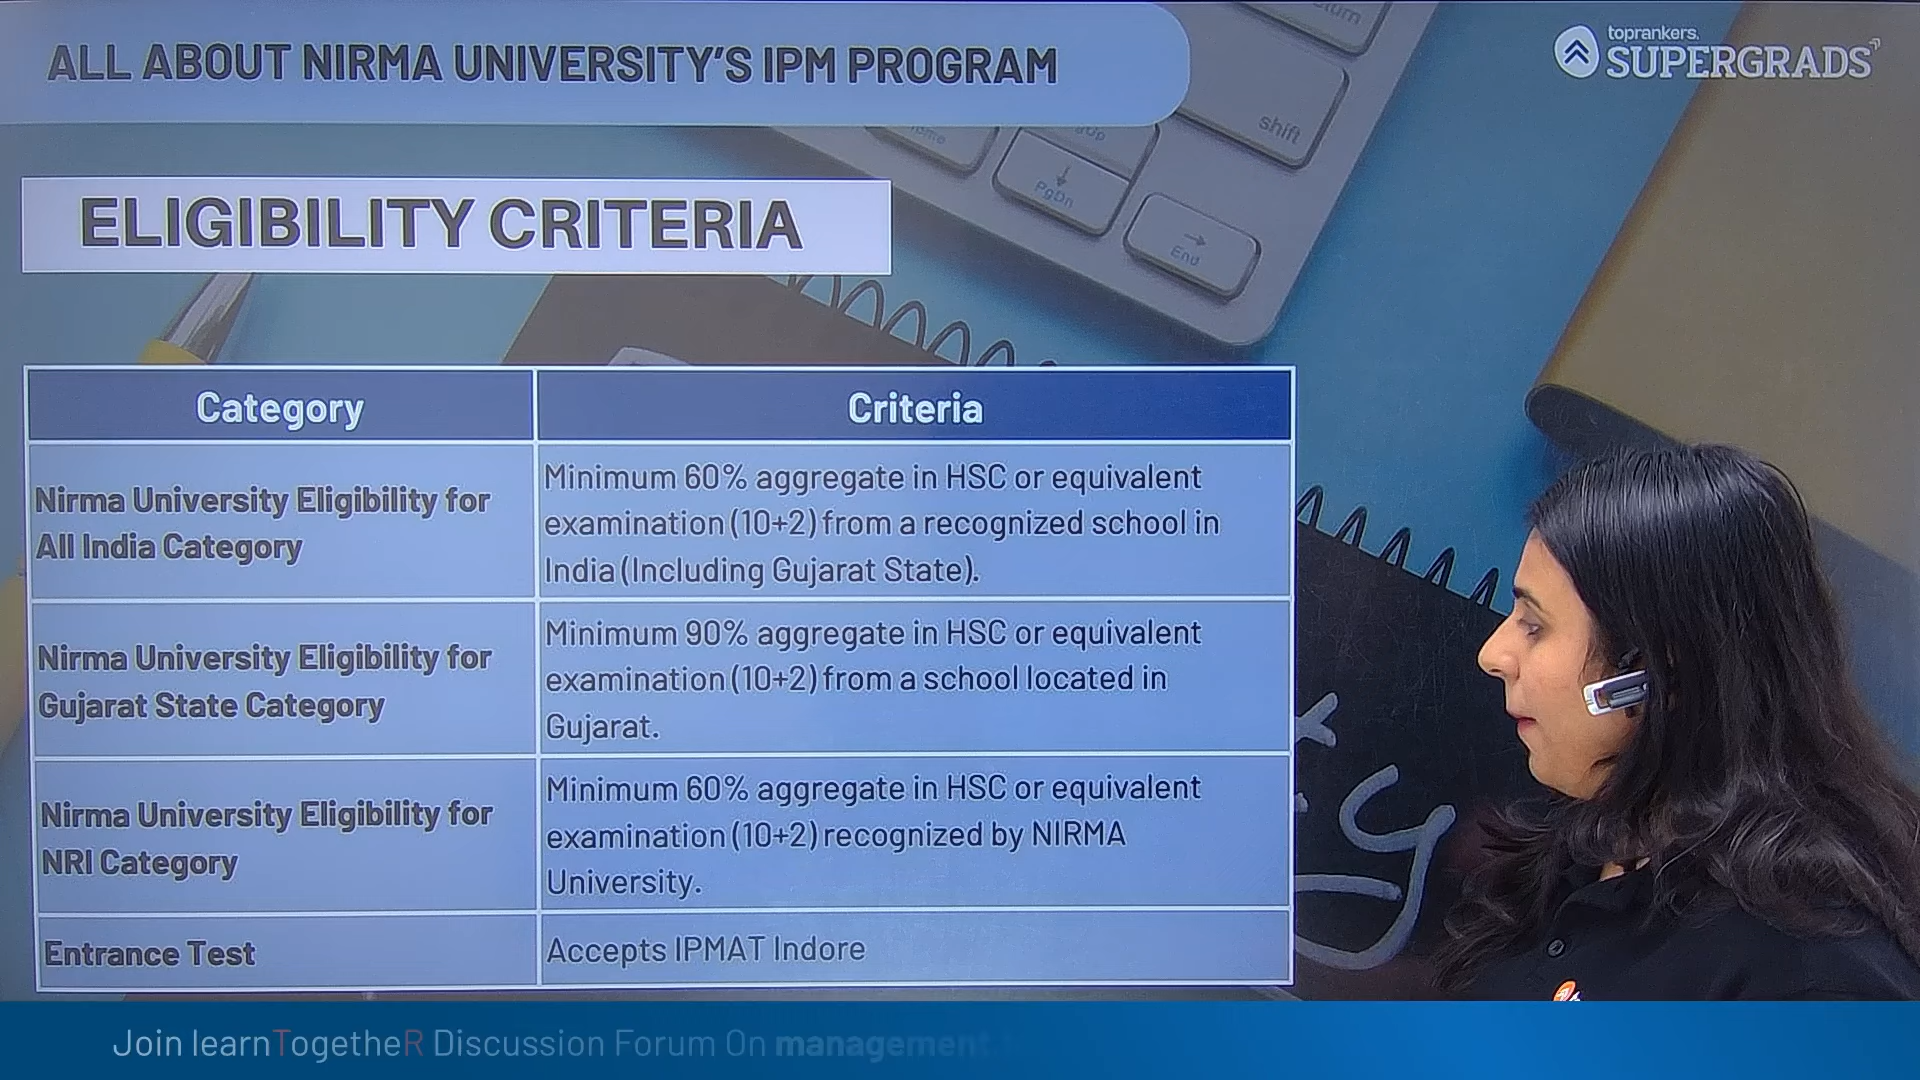 ALL ABOUT NIRMA UNIVERSITY'S IPM PROGRAM
toprankers.
SUPERGRADS
shift
PgDn
End
ELIGIBILITY CRITERIA
Category
Criteria
Nirma University Eligibility for
All India Category
Minimum 60% aggregate in HSC or equivalent
examination (10+2) from a recognized school in
India (Including Gujarat State).
Nirma University Eligibility for
Gujarat State Category
Minimum 90% aggregate in HSC or equivalent
examination (10+2) from a school located in
Gujarat.
Nirma University Eligibility for
NRI Category
Minimum 60% aggregate in HSC or equivalent
examination (10+2) recognized by NIRMA
University.
Entrance Test
Accepts IPMAT Indore
Join learnTogetheR Discussion Forum On management